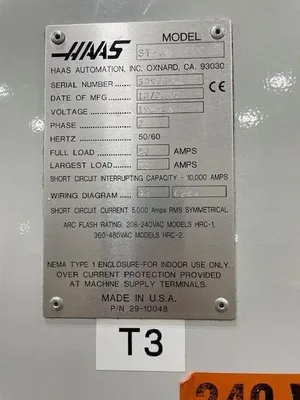 HAAS
MODEL
HAAS AUTOMATION, INC. OXNARD, CA. 93030
SERIAL NUMBER
DATE OF MFG
VOLTAGE
PHASE
HERTZ 50/60
FULL LOAD AMPS
LARGEST LOAD AMPS
SHORT CIRCUIT INTERRUPTING CAPACITY - 10,000 AMPS
WIRING DIAGRAM
SHORT CIRCUIT CURRENT 5,000 Amps RMS SYMMETRICAL
ARC FLASH RATING: 208-240VAC MODELS HRC-1,
360-480VAC MODELS HRC-2.
NEMA TYPE 1 ENCLOSURE-FOR INDOOR USE ONLY.
OVER CURRENT PROTECTION PROVIDED
AT MACHINE SUPPLY TERMINALS.
MADE IN U.S.A.
P/N 29-10048
T3
240 V